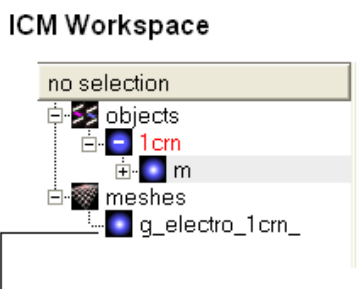 ICM Workspace
no selection
objects
1crn
m
meshes
g_electro_1crn_